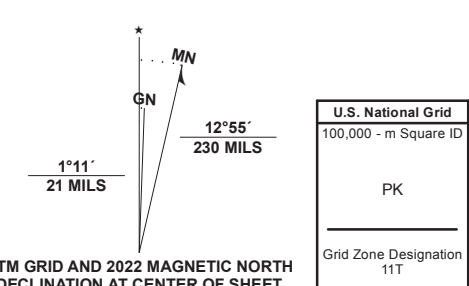 ★
MN
GN
12°55´
230 MILS
1°11´
21 MILS
TM GRID AND 2022 MAGNETIC NORTH
DECLINATION AT CENTER OF SHEET
U.S. National Grid
100,000 - m Square ID
PK
Grid Zone Designation
11T